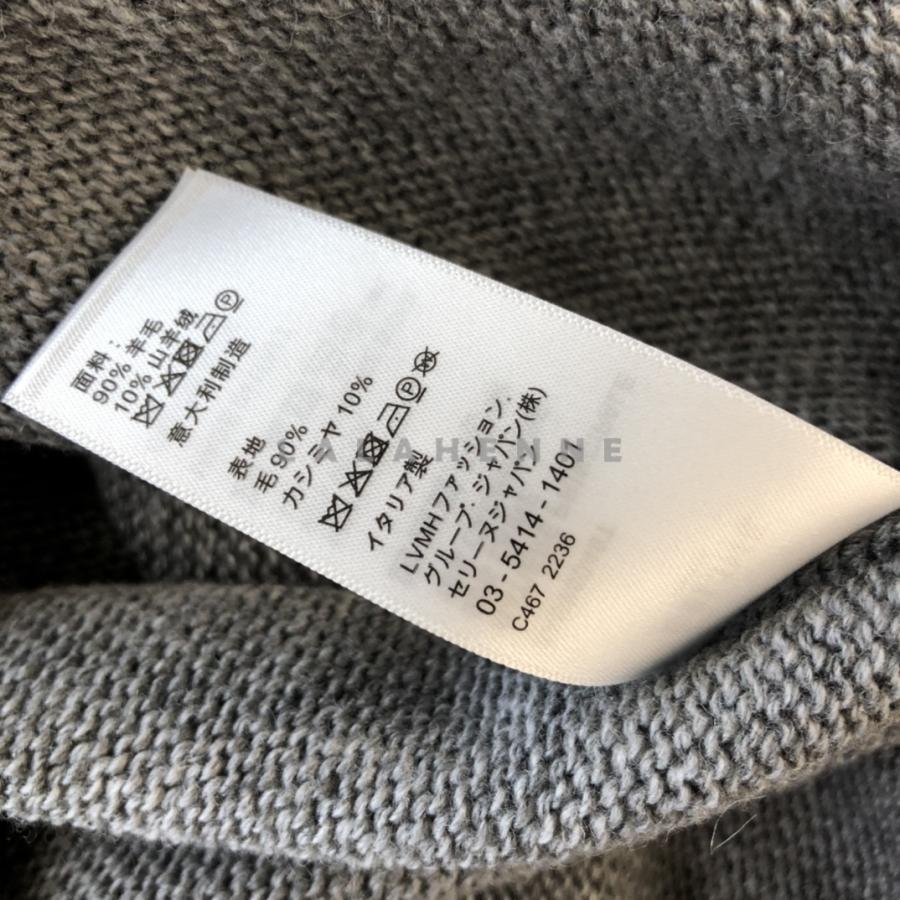 面料：
90% 羊毛
10% 山羊绒
意大利制造
表地
毛 90%
カシミヤ 10%
イタリア製
LVMHファッション.
グループ.ジャパン(株)
セリーヌジャパン
03 - 5414 - 1401
C467 2236
SALAHENNE